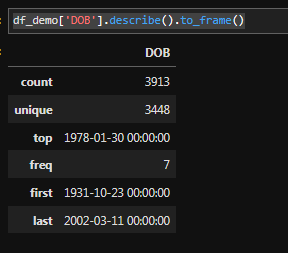 df_demo['DOB'].describe().to_frame()
DOB
count 3913
unique 3448
top 1978-01-30 00:00:00
freq 7
first 1931-10-23 00:00:00
last 2002-03-11 00:00:00